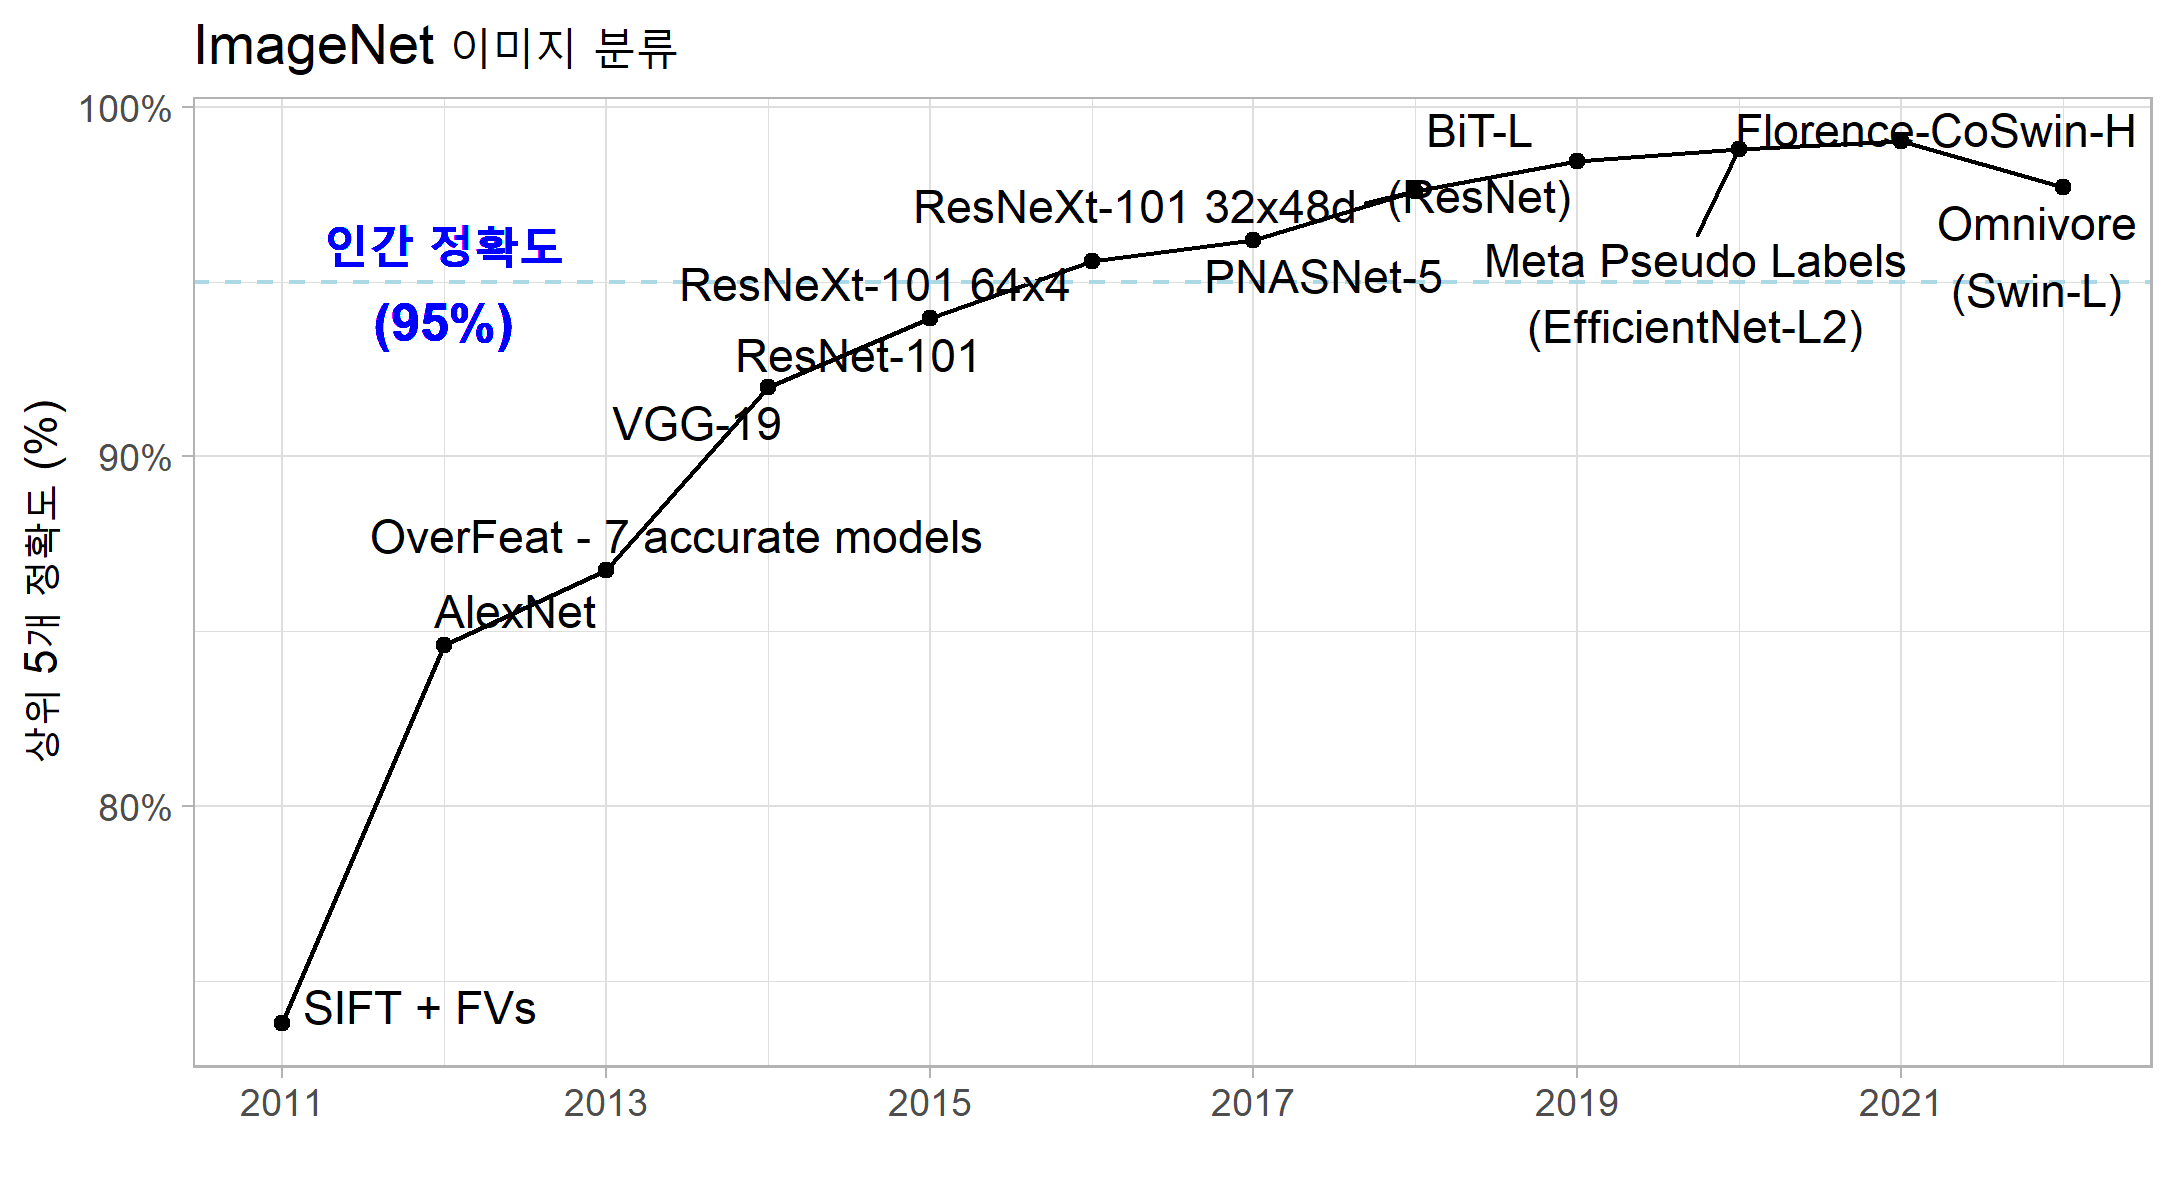 ImageNet 이미지 분류
상위 5개 정확도 (%)
100%
90%
80%
인간 정확도
(95%)
SIFT + FVs
AlexNet
OverFeat - 7 accurate models
VGG-19
ResNet-101
ResNeXt-101 64x4
PNASNet-5
ResNeXt-101 32x48d
BiT-L
(ResNet)
Meta Pseudo Labels
(EfficientNet-L2)
Florence-CoSwin-H
Omnivore
(Swin-L)
2011
2013
2015
2017
2019
2021